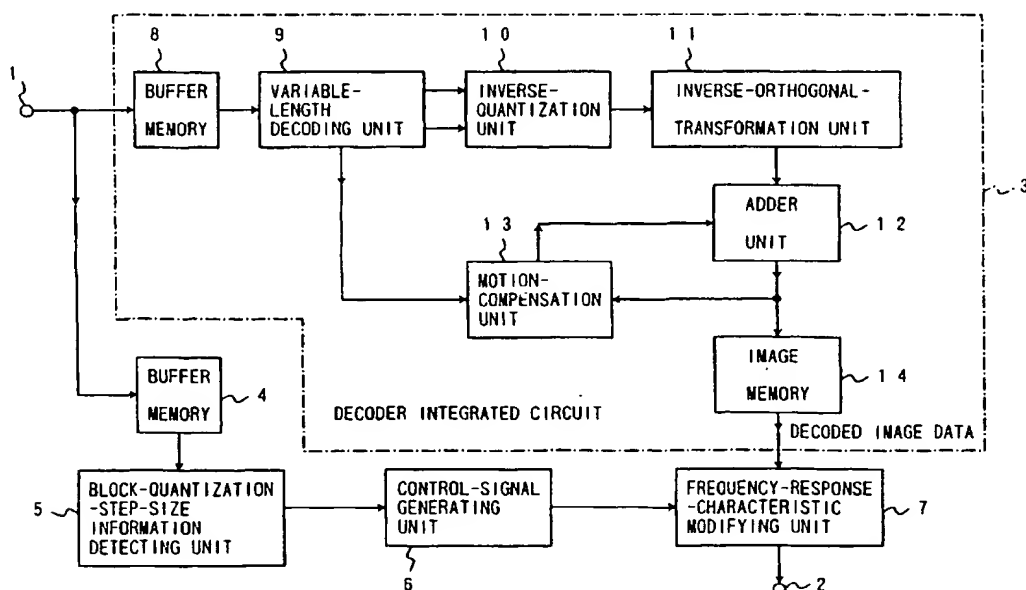 8
9
1 0
1 1
1
BUFFER
MEMORY
VARIABLE-
LENGTH
DECODING UNIT
INVERSE-
QUANTIZATION
UNIT
INVERSE-ORTHOGONAL-
TRANSFORMATION UNIT
3
ADDER
UNIT
1 2
1 3
MOTION-
COMPENSATION
UNIT
IMAGE
MEMORY
1 4
BUFFER
MEMORY
4
DECODER INTEGRATED CIRCUIT
DECODED IMAGE DATA
5
BLOCK-QUANTIZATION
-STEP-SIZE
INFORMATION
DETECTING UNIT
CONTROL-SIGNAL
GENERATING
UNIT
6
FREQUENCY-RESPONSE
-CHARACTERISTIC
MODIFYING UNIT
7
2